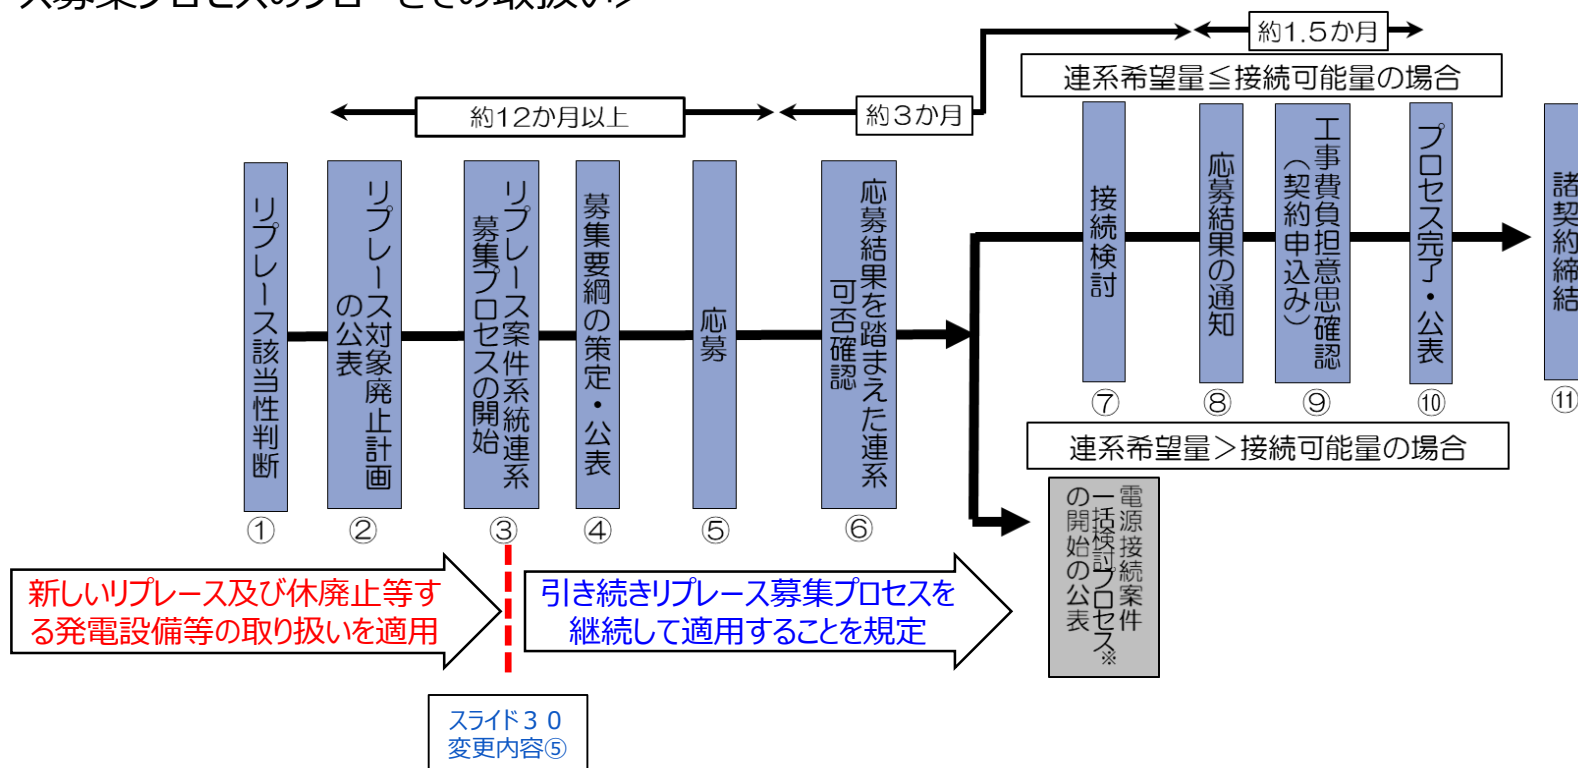 約1.5か月
連系希望量≦接続可能量の場合
約12か月以上
約3か月
リプレース該当性判断
①
リプレース対象廃止計画
の公表
②
リプレース案件系統連系
募集プロセスの開始
③
募集要綱の策定・公表
④
応募
⑤
応募結果を踏まえた連系
可否確認
⑥
接続検討
⑦
応募結果の通知
⑧
工事費負担意思確認
（契約申込み）
⑨
プロセス完了・公表
⑩
諸契約締結
⑪
連系希望量＞接続可能量の場合
電源接続案件
一括検討プロセス※
の開始の公表
新しいリプレース及び休廃止等す
る発電設備等の取り扱いを適用
引き続きリプレース募集プロセスを
継続して適用することを規定
スライド30
変更内容⑤